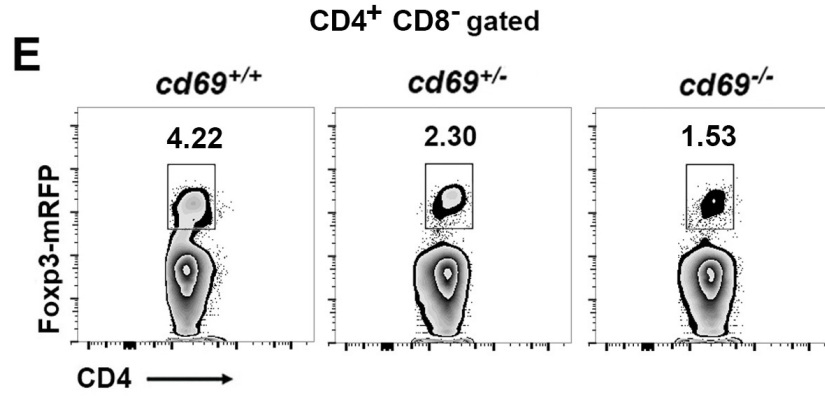 CD4+ CD8- gated
E
cd69+/+ cd69+/- cd69-/-
4.22 2.30 1.53
Foxp3-mRFP
CD4